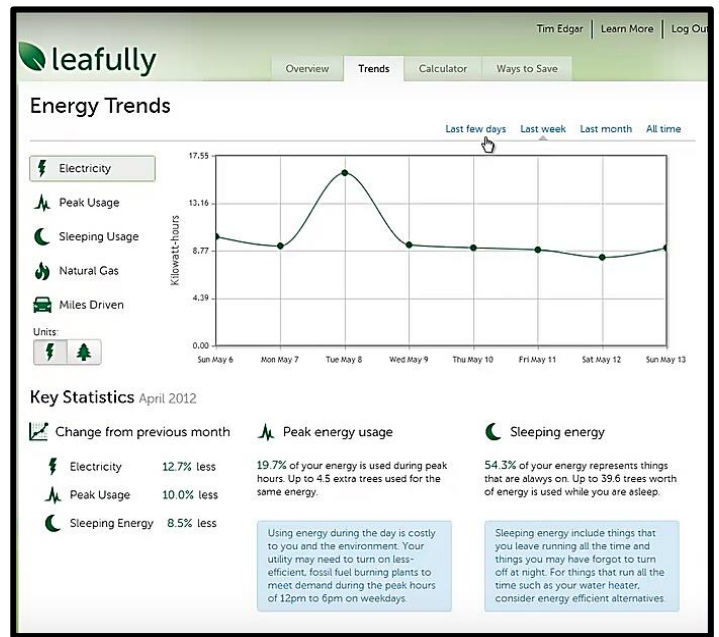 Tim Edgar | Learn More | Log Out
leafully
Overview Trends Calculator Ways to Save
Energy Trends
Last few days Last week Last month All time
Electricity
Peak Usage
Sleeping Usage
Natural Gas
Miles Driven
Units:
Kilowatt-hours
17.55
13.16
8.77
4.39
0.00
Sun May 6 Mon May 7 Tue May 8 Wed May 9 Thu May 10 Fri May 11 Sat May 12 Sun May 13
Key Statistics April 2012
Change from previous month
Electricity 12.7% less
Peak Usage 10.0% less
Sleeping Energy 8.5% less
Peak energy usage
19.7% of your energy is used during peak
hours. Up to 4.5 extra trees used for the
same energy.
Using energy during the day is costly
to you and the environment. Your
utility may need to turn on less-
efficient, fossil fuel burning plants to
meet demand during the peak hours
of 12pm to 6pm on weekdays.
Sleeping energy
54.3% of your energy represents things
that are alawys on. Up to 39.6 trees worth
of energy is used while you are asleep.
Sleeping energy include things that
you leave running all the time and
things you may have forgot to turn
off at night. For things that run all the
time such as your water heater,
consider energy efficient alternatives.